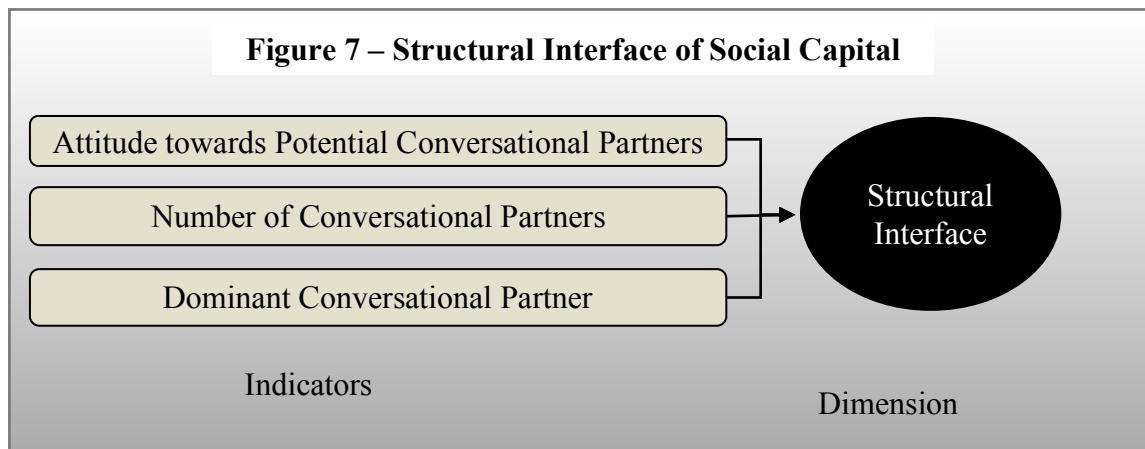 Figure 7 – Structural Interface of Social Capital
Attitude towards Potential Conversational Partners
Number of Conversational Partners
Dominant Conversational Partner
Structural
Interface
Indicators
Dimension